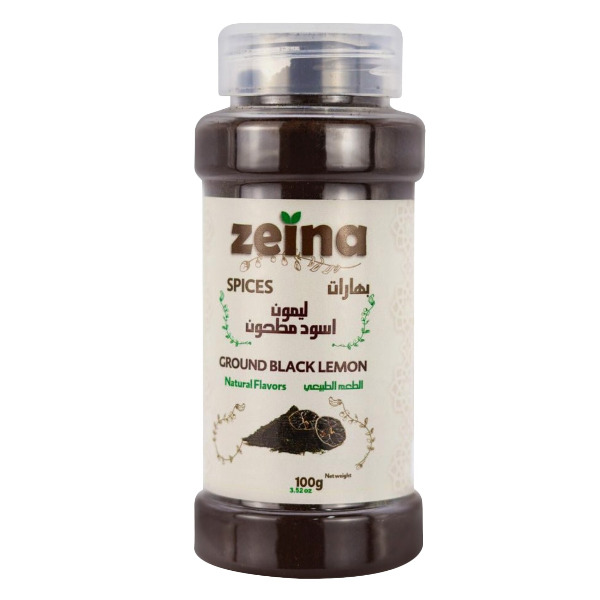 zeina
SPICES بهارات
ليمون
اسود مطحون
GROUND BLACK LEMON
Natural Flavors الطعم الطبيعي
Net weight
100g
3.52 oz